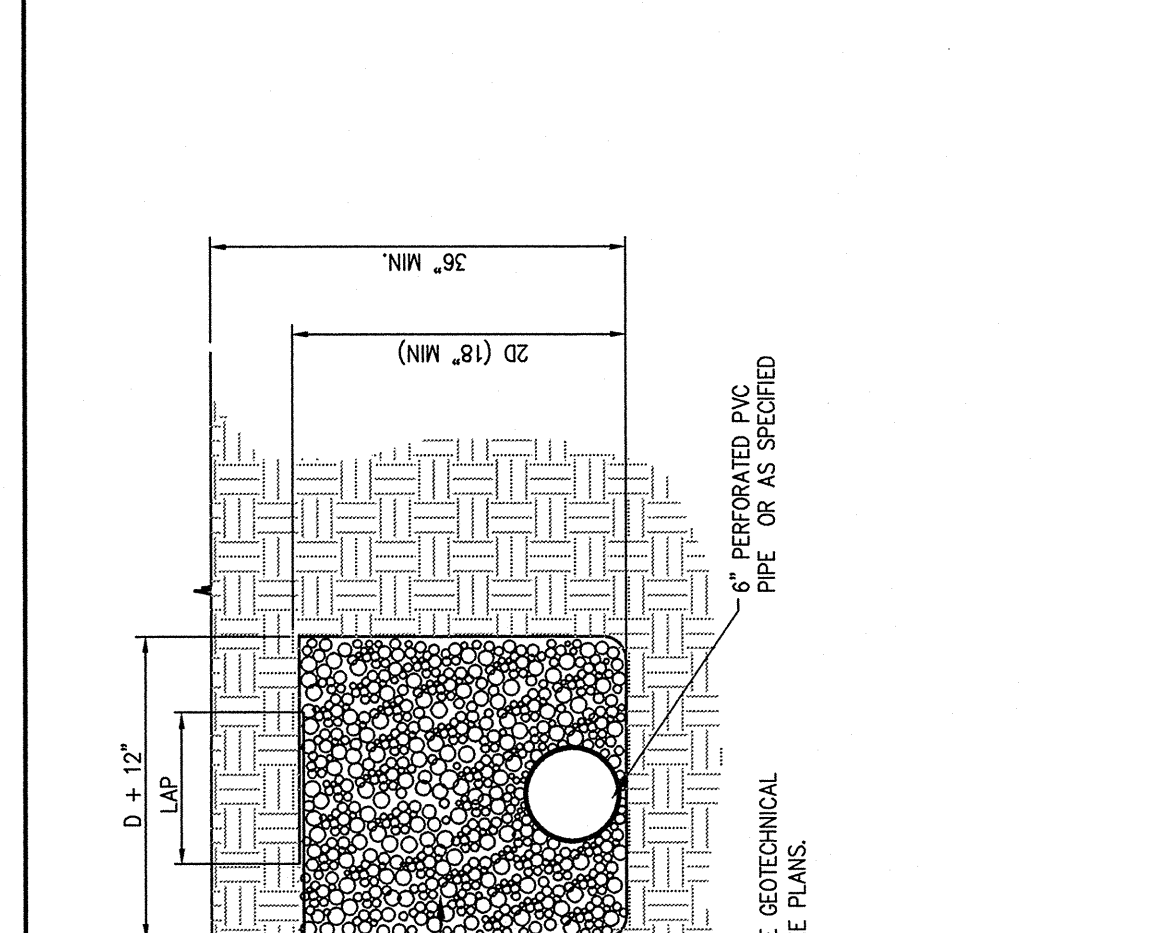 36" MIN.
2D (18" MIN)
D + 12"
LAP
6" PERFORATED PVC
PIPE OR AS SPECIFIED
GEOTECHNICAL
PLANS.